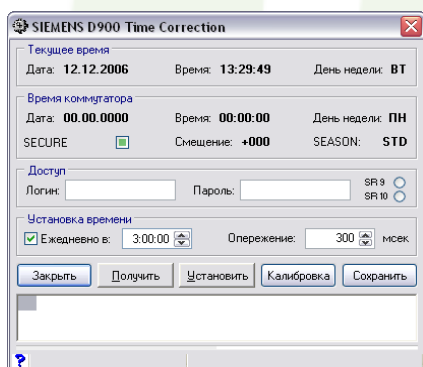 SIEMENS D900 Time Correction
Текущее время
Дата: 12.12.2006 Время: 13:29:49 День недели: ВТ
Время коммутатора
Дата: 00.00.0000 Время: 00:00:00 День недели: ПН
SECURE Смещение: +000 SEASON: STD
Доступ
Логин: Пароль: SR 9
SR 10
Установка времени
Ежедневно в: 3:00:00 Опережение: 300 мсек
Закрыть Получить Установить Калибровка Сохранить
?